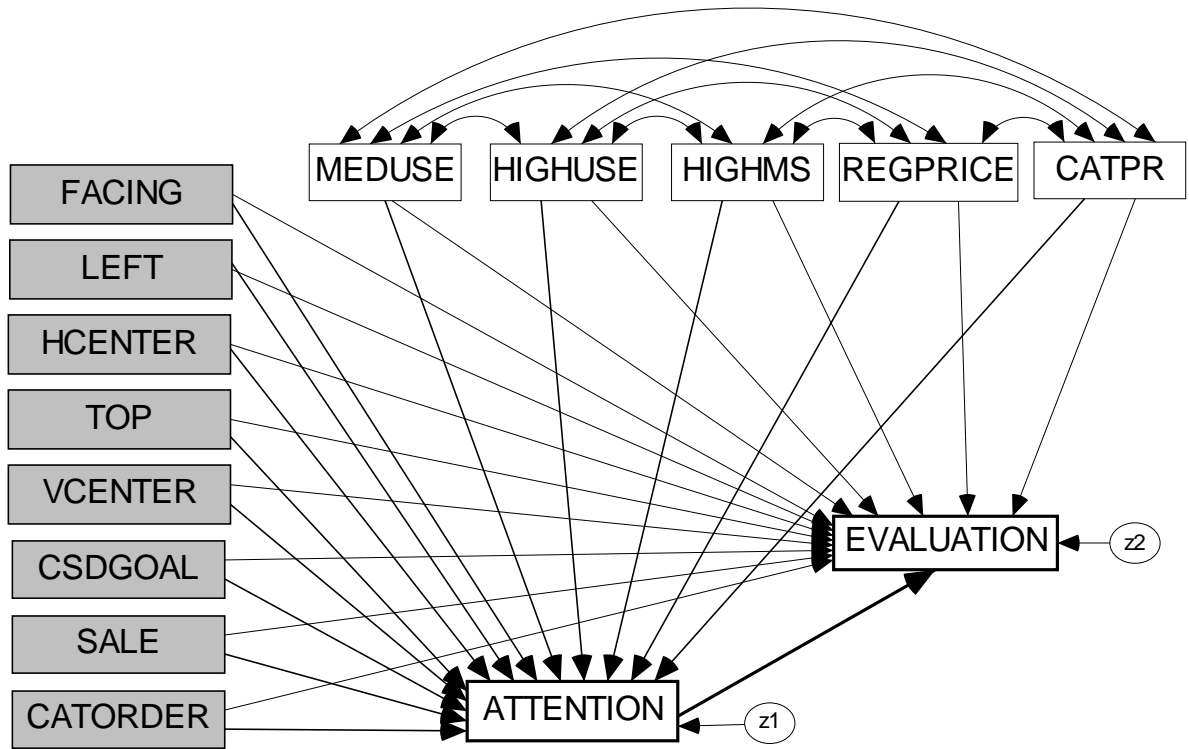 MEDUSE
HIGHUSE
HIGHMS
REGPRICE
CATPR
FACING
LEFT
HCENTER
TOP
VCENTER
CSDGOAL
SALE
CATORDER
EVALUATION
z2
ATTENTION
z1